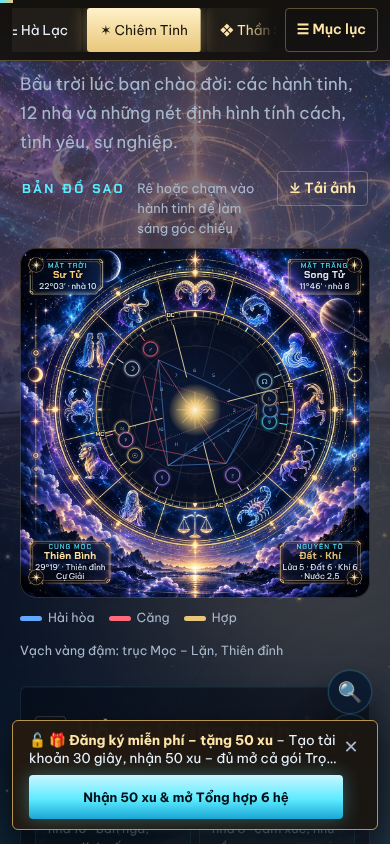 Hà Lạc
✶ Chiêm Tinh
❖ Thần
☰ Mục lục
Bầu trời lúc bạn chào đời: các hành tinh,
12 nhà và những nét định hình tính cách,
tình yêu, sự nghiệp.
BẢN ĐỒ SAO
Rê hoặc chạm vào
hành tinh để làm
sáng góc chiếu
Tải ảnh
MẶT TRỜI
Sư Tử
22°03' · nhà 10
MẶT TRĂNG
Song Tử
11°46' · nhà 8
DC
AC
CUNG MỌC
Thiên Bình
29°19' · Thiên đỉnh
Cự Giải
NGUYÊN TỐ
Đất · Khí
Lửa 5 · Đất 6 · Khí 6
· Nước 2,5
Hài hòa
Căng
Hợp
Vạch vàng đậm: trục Mọc – Lặn, Thiên đỉnh
🔓 🎁 Đăng ký miễn phí – tặng 50 xu – Tạo tài
khoản 30 giây, nhận 50 xu – đủ mở cả gói Trọ...
✕
Nhận 50 xu & mở Tổng hợp 6 hệ